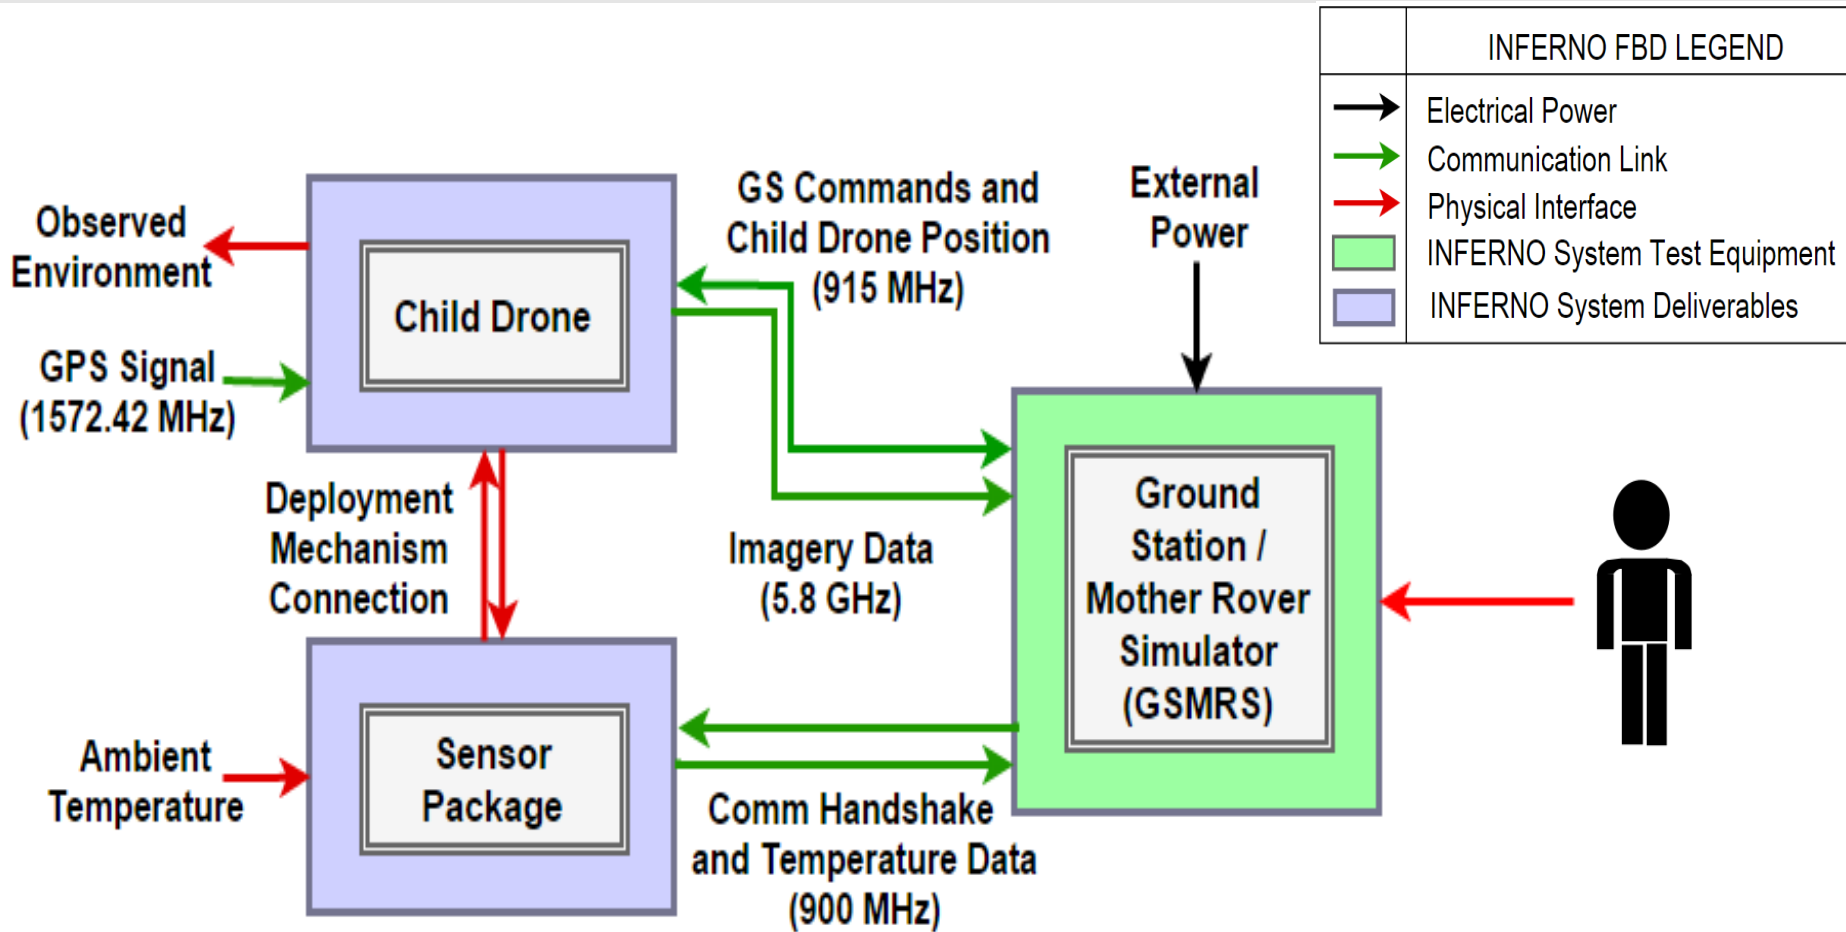 INFERNO FBD LEGEND
Electrical Power
Communication Link
Physical Interface
INFERNO System Test Equipment
INFERNO System Deliverables
Observed
Environment
GPS Signal
(1572.42 MHz)
Child Drone
GS Commands and
Child Drone Position
(915 MHz)
External
Power
Deployment
Mechanism
Connection
Imagery Data
(5.8 GHz)
Ground
Station /
Mother Rover
Simulator
(GSMRS)
Ambient
Temperature
Sensor
Package
Comm Handshake
and Temperature Data
(900 MHz)